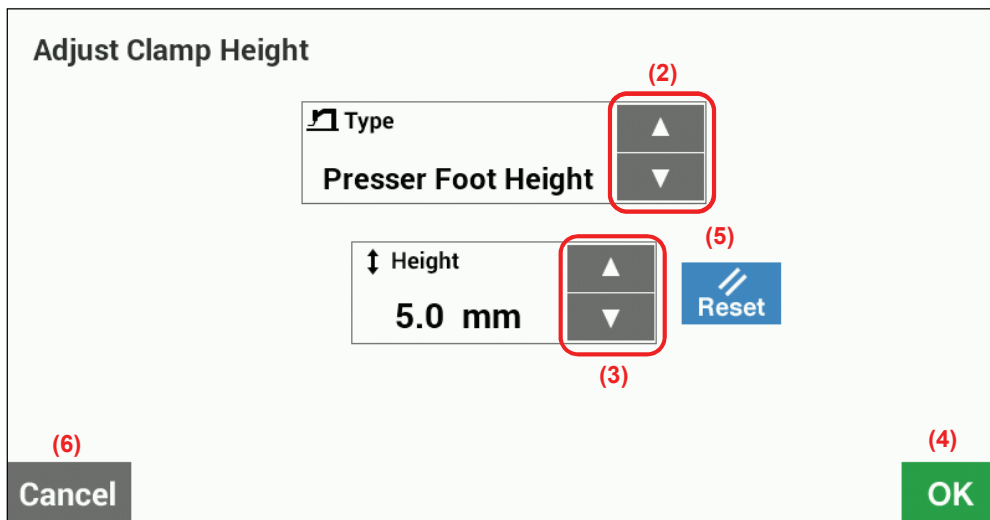 Adjust Clamp Height
(2)
Type
Presser Foot Height
(5)
Height
5.0 mm
Reset
(3)
(6)
(4)
Cancel
OK